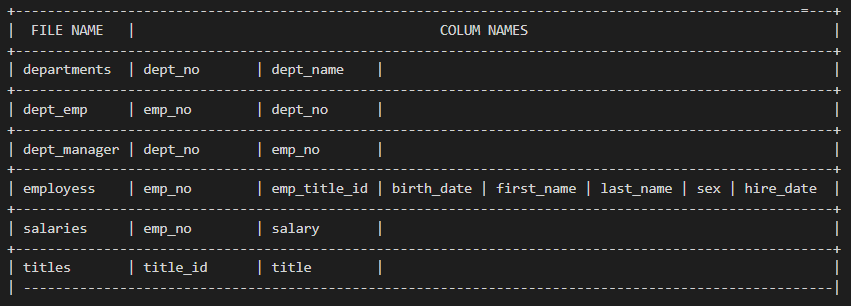 +-----------------------------------------------------------------------------------------------=---+
| FILE NAME | COLUM NAMES |
+---------------------------------------------------------------------------------------------------+
| departments | dept_no | dept_name | |
+---------------------------------------------------------------------------------------------------+
| dept_emp | emp_no | dept_no | |
+---------------------------------------------------------------------------------------------------+
| dept_manager | dept_no | emp_no | |
+---------------------------------------------------------------------------------------------------+
| employess | emp_no | emp_title_id | birth_date | first_name | last_name | sex | hire_date |
+---------------------------------------------------------------------------------------------------+
| salaries | emp_no | salary | |
+---------------------------------------------------------------------------------------------------+
| titles | title_id | title | |
| --------------------------------------------------------------------------------------------------|